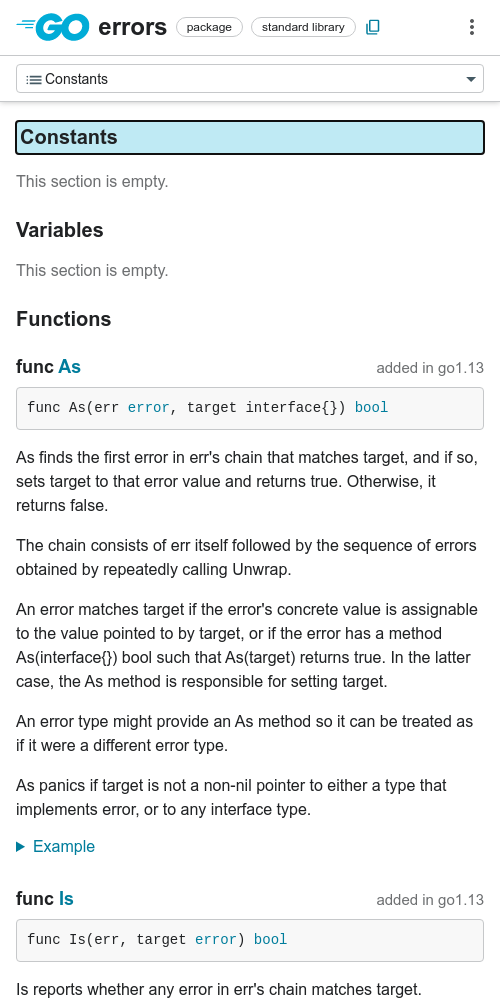 GO errors package standard library
Constants
Constants
This section is empty.
Variables
This section is empty.
Functions
func As added in go1.13
func As(err error, target interface{}) bool
As finds the first error in err's chain that matches target, and if so,
sets target to that error value and returns true. Otherwise, it
returns false.
The chain consists of err itself followed by the sequence of errors
obtained by repeatedly calling Unwrap.
An error matches target if the error's concrete value is assignable
to the value pointed to by target, or if the error has a method
As(interface{}) bool such that As(target) returns true. In the latter
case, the As method is responsible for setting target.
An error type might provide an As method so it can be treated as
if it were a different error type.
As panics if target is not a non-nil pointer to either a type that
implements error, or to any interface type.
Example
func Is added in go1.13
func Is(err, target error) bool
Is reports whether any error in err's chain matches target.